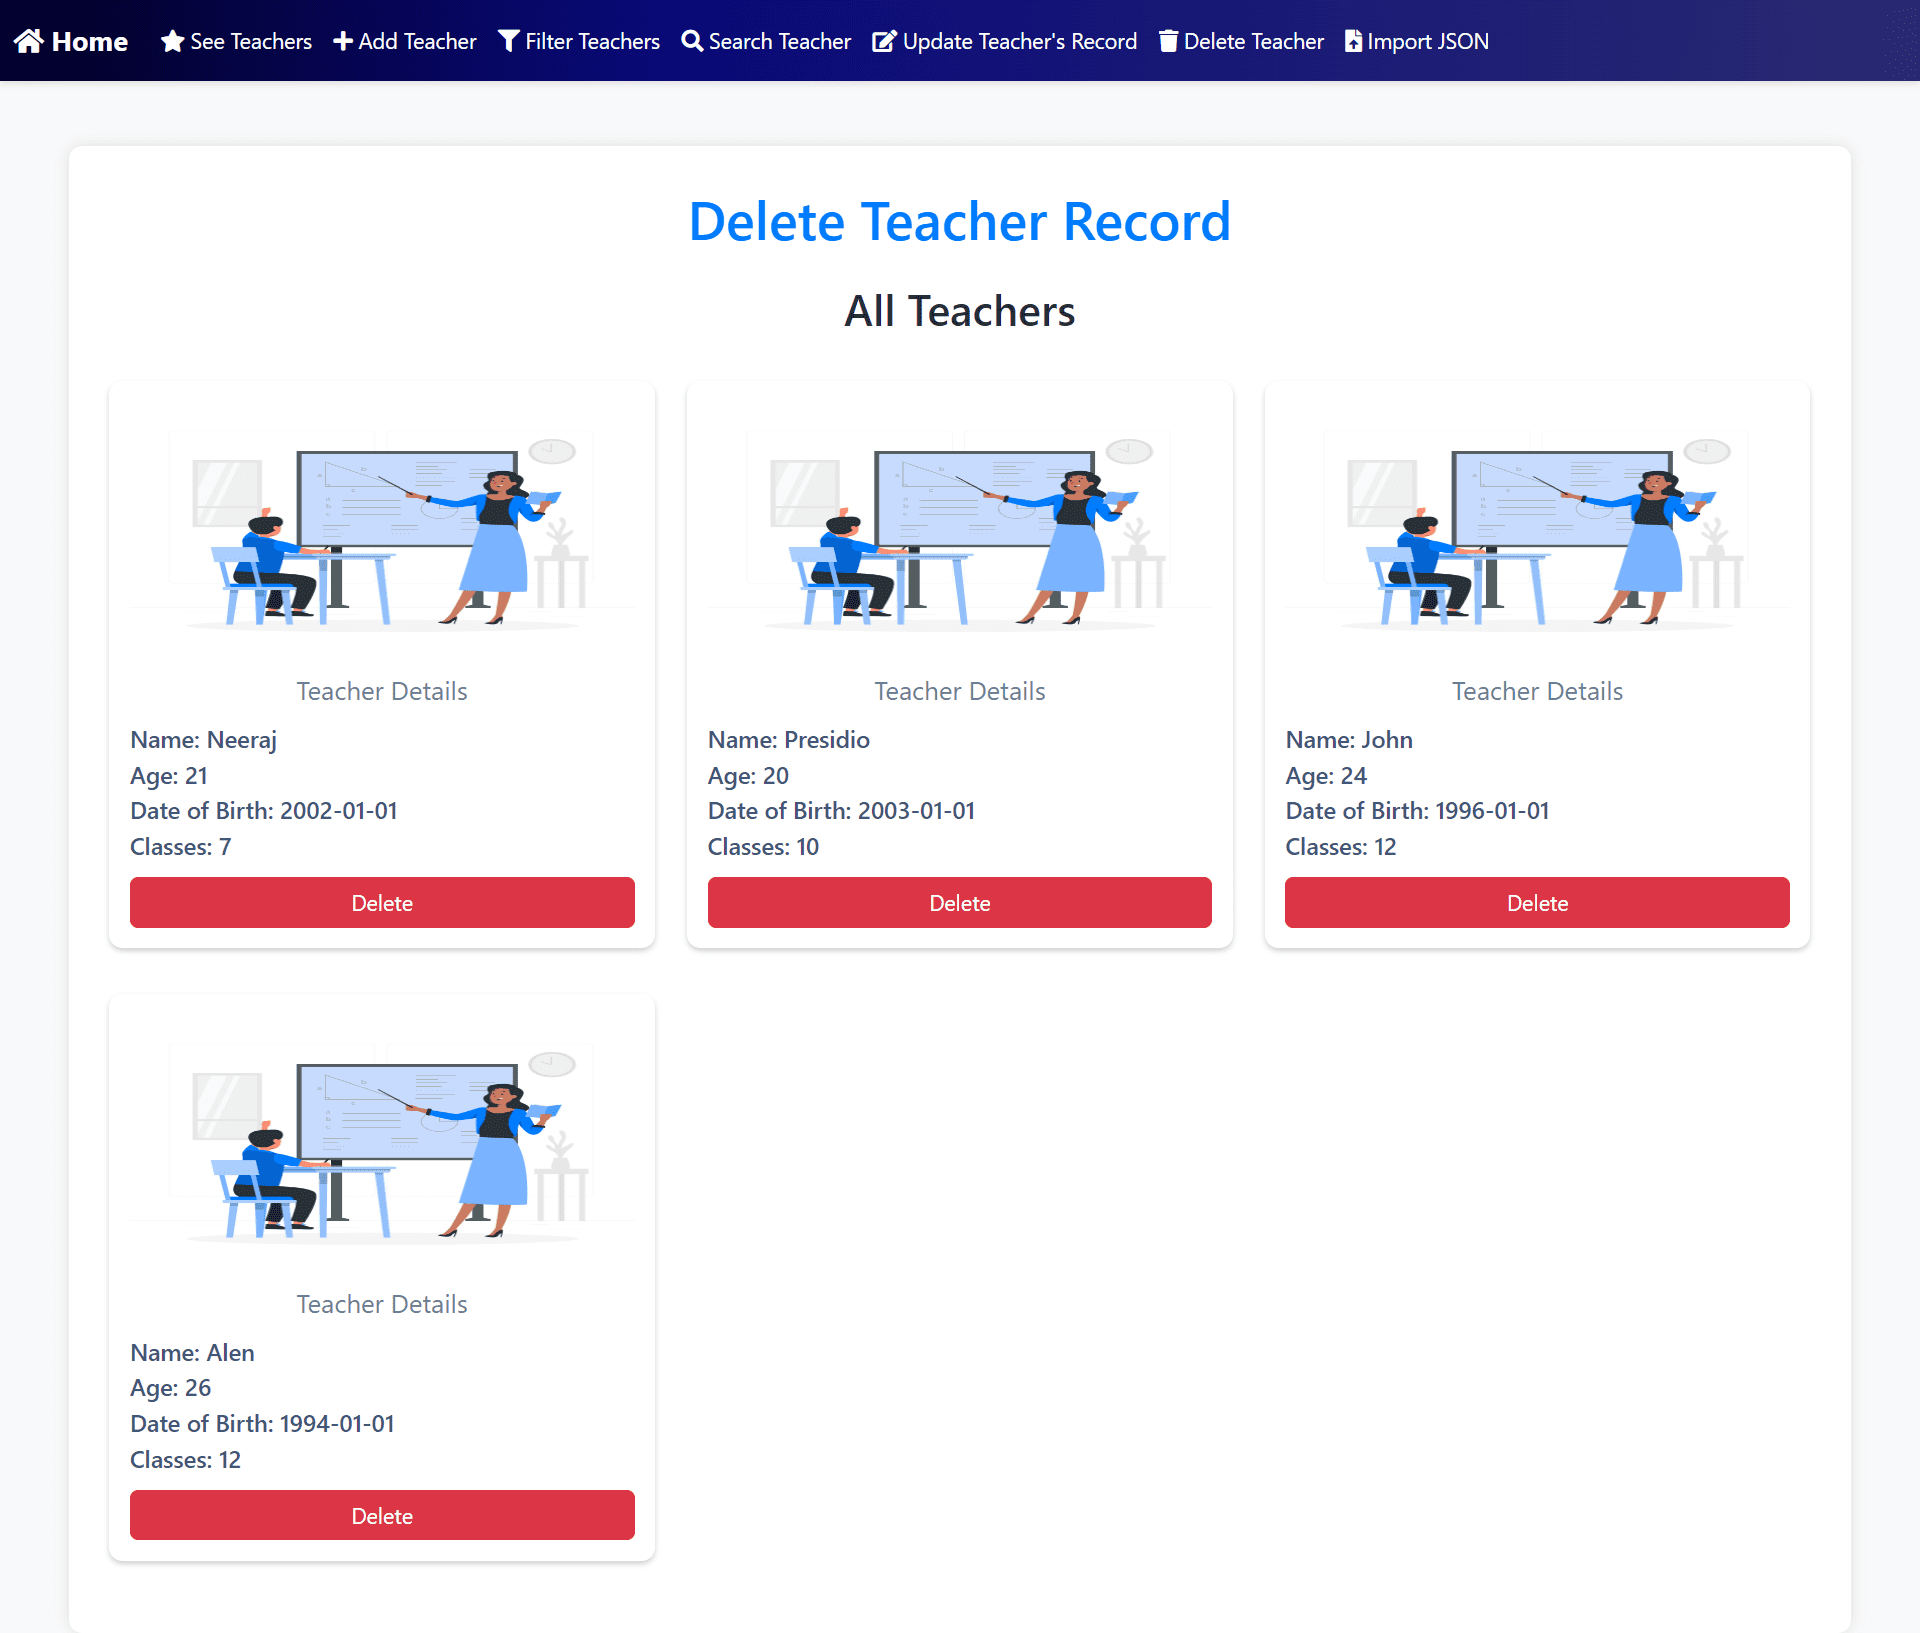 Home See Teachers Add Teacher Filter Teachers Search Teacher Update Teacher's Record Delete Teacher Import JSON
Delete Teacher Record
All Teachers
Teacher Details
Name: Neeraj
Age: 21
Date of Birth: 2002-01-01
Classes: 7
Delete
Teacher Details
Name: Presidio
Age: 20
Date of Birth: 2003-01-01
Classes: 10
Delete
Teacher Details
Name: John
Age: 24
Date of Birth: 1996-01-01
Classes: 12
Delete
Teacher Details
Name: Alen
Age: 26
Date of Birth: 1994-01-01
Classes: 12
Delete